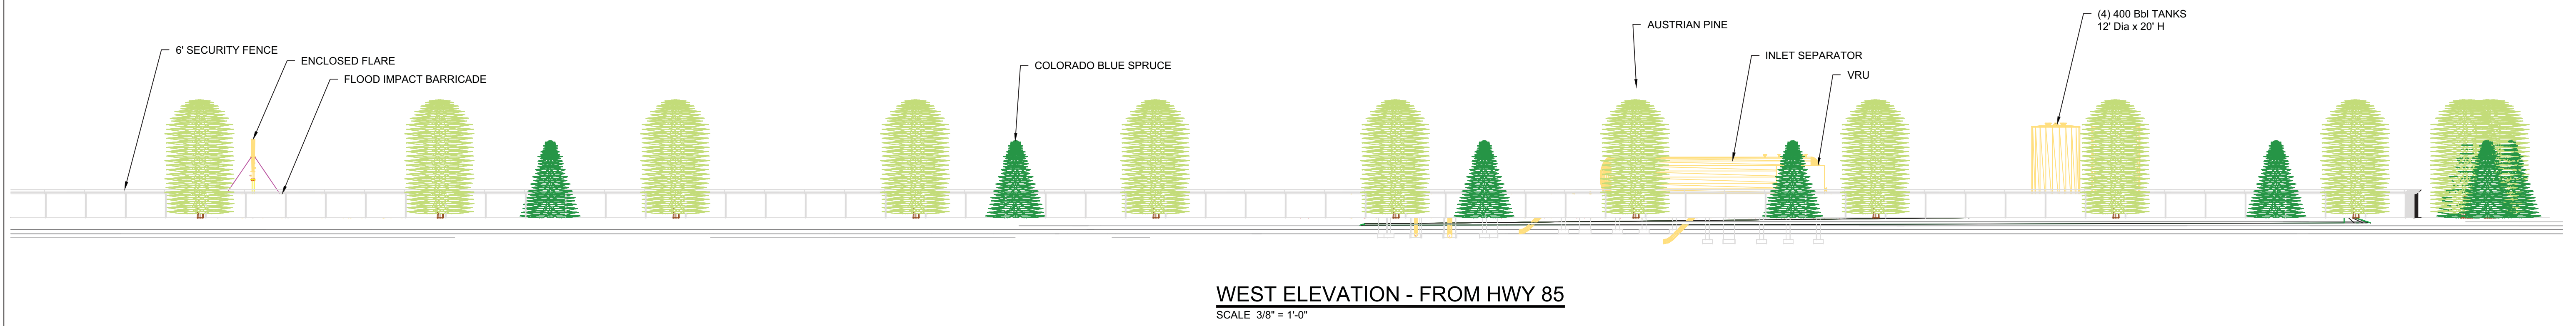 6' SECURITY FENCE
ENCLOSED FLARE
FLOOD IMPACT BARRICADE
COLORADO BLUE SPRUCE
AUSTRIAN PINE
INLET SEPARATOR
VRU
(4) 400 Bbl TANKS
12' Dia x 20' H
WEST ELEVATION - FROM HWY 85
SCALE 3/8" = 1'-0"